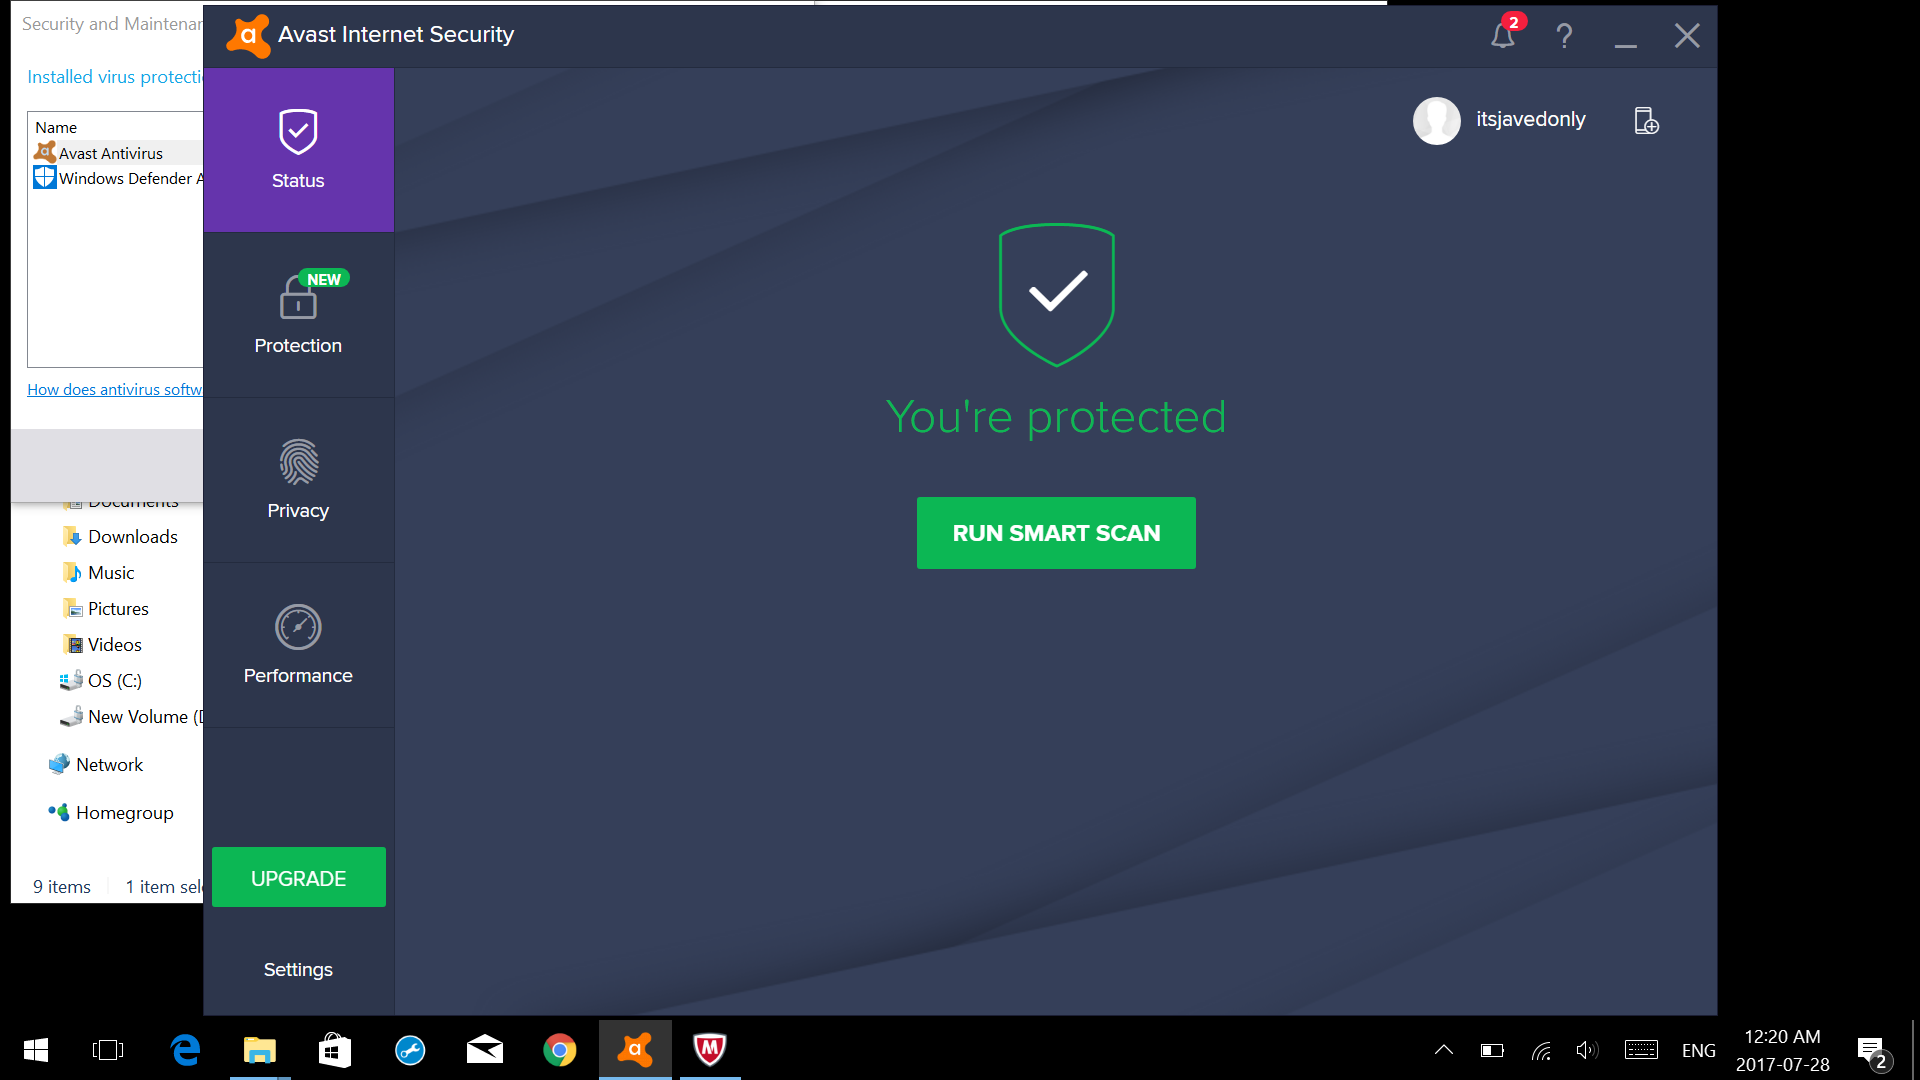 Security and Maintenan
Installed virus protecti
Name
Avast Antivirus
Windows Defender A
How does antivirus softw
Documents
Downloads
Music
Pictures
Videos
OS (C:)
New Volume (D
Network
Homegroup
9 items
1 item sele
a
Avast Internet Security
2
?
Status
NEW
Protection
Privacy
Performance
UPGRADE
Settings
itsjavedonly
You're protected
RUN SMART SCAN
ENG
12:20 AM
2017-07-28
2